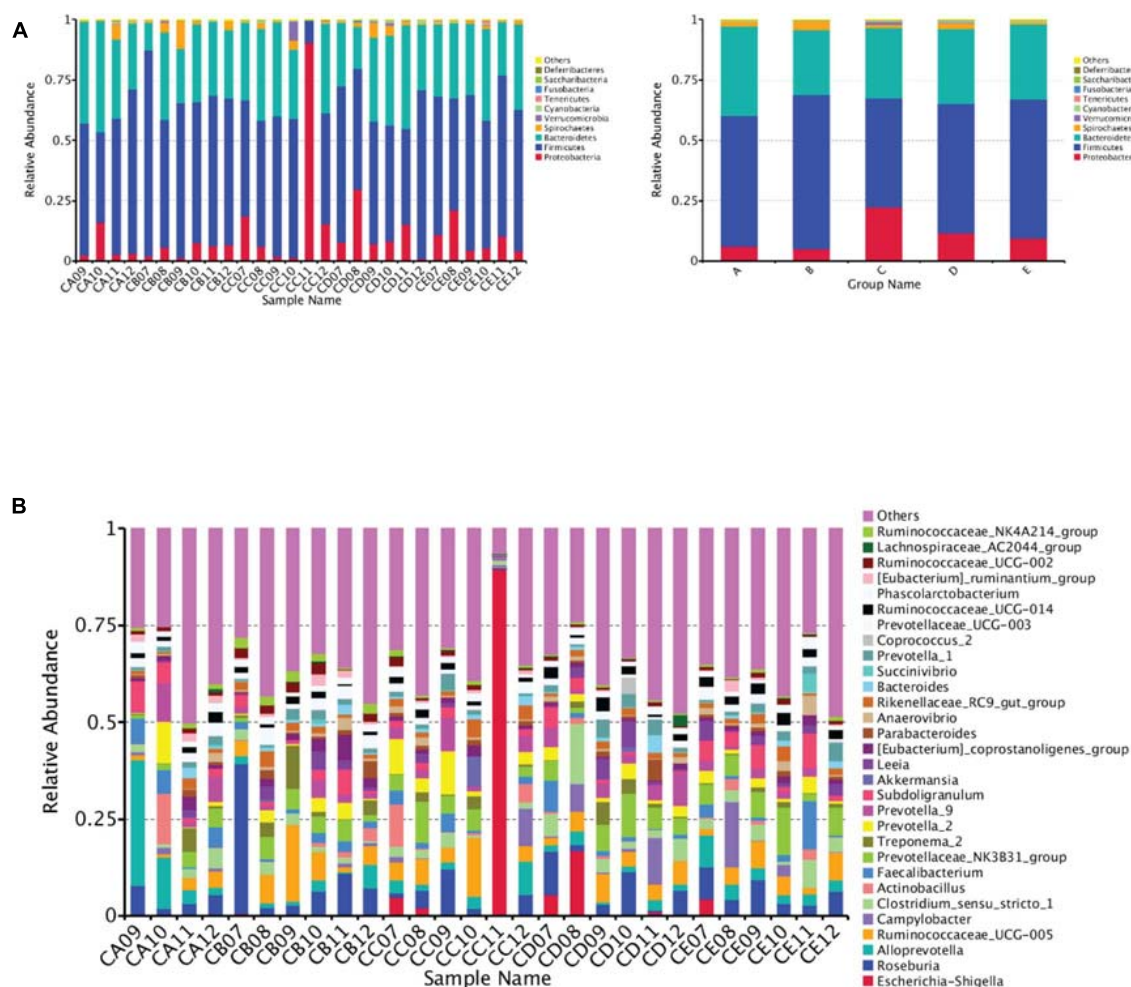 A
Relative Abundance
1
0.75
0.5
0.25
0
CA09
CA10
CA11
CA12
CB07
CB08
CB09
CB10
CB11
CB12
CC07
CC08
CC09
CC10
CC11
CC12
CD07
CD08
CD09
CD10
CD11
CD12
CE07
CE08
CE09
CE10
CE11
CE12
Sample Name
Others
Deferribacteres
Saccharibacteria
Fusobacteria
Tenericutes
Cyanobacteria
Verrucomicrobia
Spirochaetes
Bacteroidetes
Firmicutes
Proteobacteria
Relative Abundance
1
0.75
0.5
0.25
0
A
B
C
D
E
Group Name
Others
Deferribacte
Saccharibac
Fusobacteria
Tenericutes
Cyanobacter
Verrucomicr
Spirochaetes
Bacteroidete
Firmicutes
Proteobacter
B
Relative Abundance
1
0.75
0.5
0.25
0
CA09
CA10
CA11
CA12
CB07
CB08
CB09
CB10
CB11
CB12
CC07
CC08
CC09
CC10
CC11
CC12
CD07
CD08
CD09
CD10
CD11
CD12
CE07
CE08
CE09
CE10
CE11
CE12
Sample Name
Others
Ruminococcaceae_NK4A214_group
Lachnospiraceae_AC2044_group
Ruminococcaceae_UCG-002
[Eubacterium]_ruminantium_group
Phascolarctobacterium
Ruminococcaceae_UCG-014
Prevotellaceae_UCG-003
Coprococcus_2
Prevotella_1
Succinivibrio
Bacteroides
Rikenellaceae_RC9_gut_group
Anaerovibrio
Parabacteroides
[Eubacterium]_coprostanoligenes_group
Leeia
Akkermansia
Subdoligranulum
Prevotella_9
Prevotella_2
Treponema_2
Prevotellaceae_NK3B31_group
Faecalibacterium
Actinobacillus
Clostridium_sensu_stricto_1
Campylobacter
Ruminococcaceae_UCG-005
Alloprevotella
Roseburia
Escherichia-Shigella